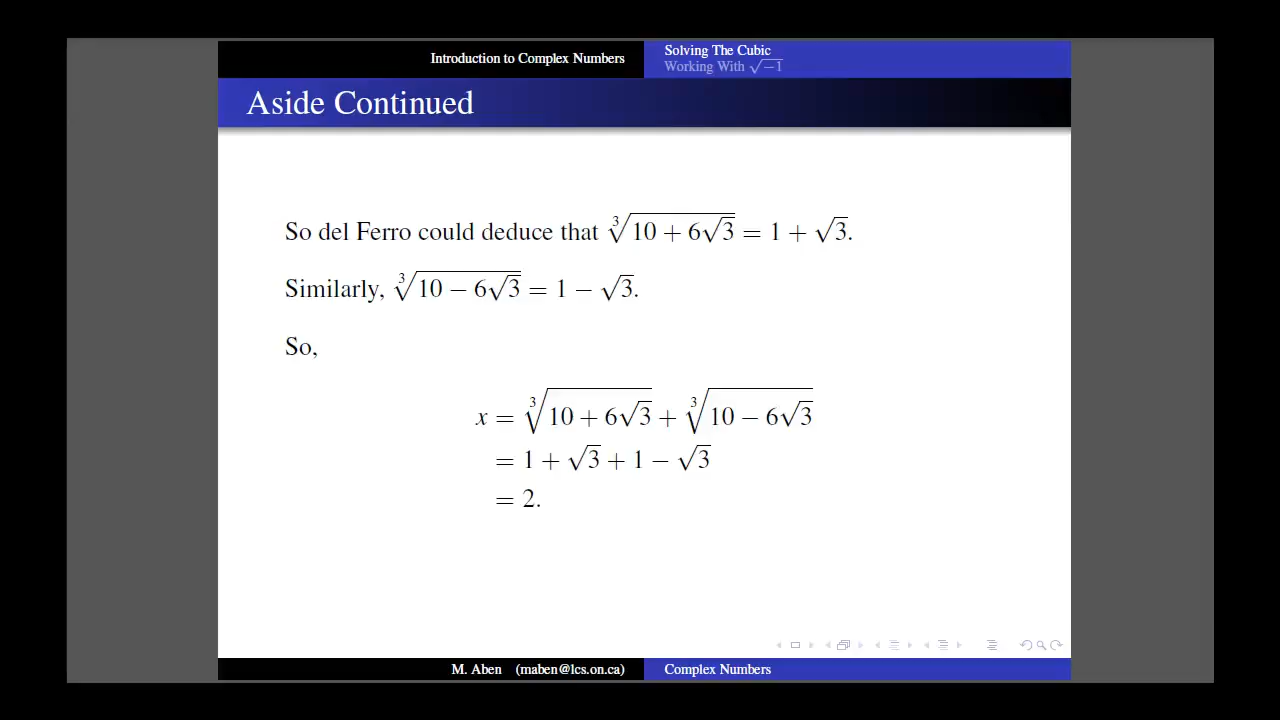 Introduction to Complex Numbers
Solving The Cubic
Working With √−1
Aside Continued
So del Ferro could deduce that ∛(10 + 6√3) = 1 + √3.
Similarly, ∛(10 − 6√3) = 1 − √3.
So,
x = ∛(10 + 6√3) + ∛(10 − 6√3)
= 1 + √3 + 1 − √3
= 2.
M. Aben (maben@lcs.on.ca)
Complex Numbers